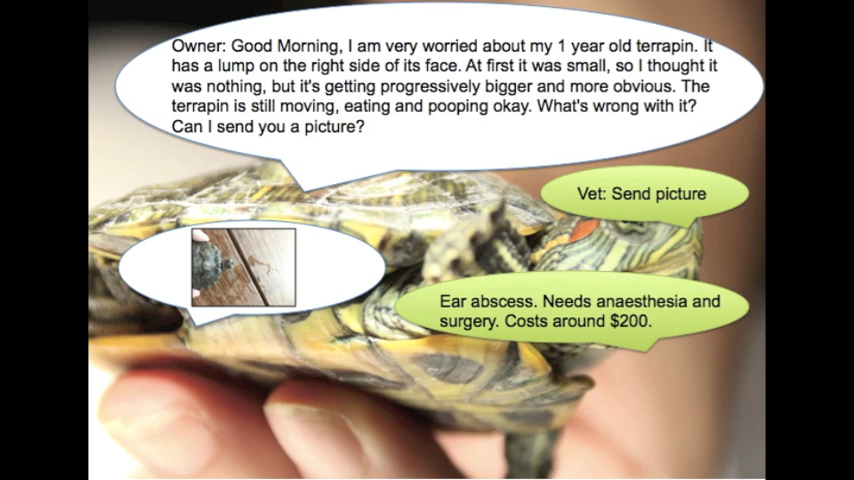 Owner: Good Morning, I am very worried about my 1 year old terrapin. It
has a lump on the right side of its face. At first it was small, so I thought it
was nothing, but it's getting progressively bigger and more obvious. The
terrapin is still moving, eating and pooping okay. What's wrong with it?
Can I send you a picture?
Vet: Send picture
Ear abscess. Needs anaesthesia and
surgery. Costs around $200.